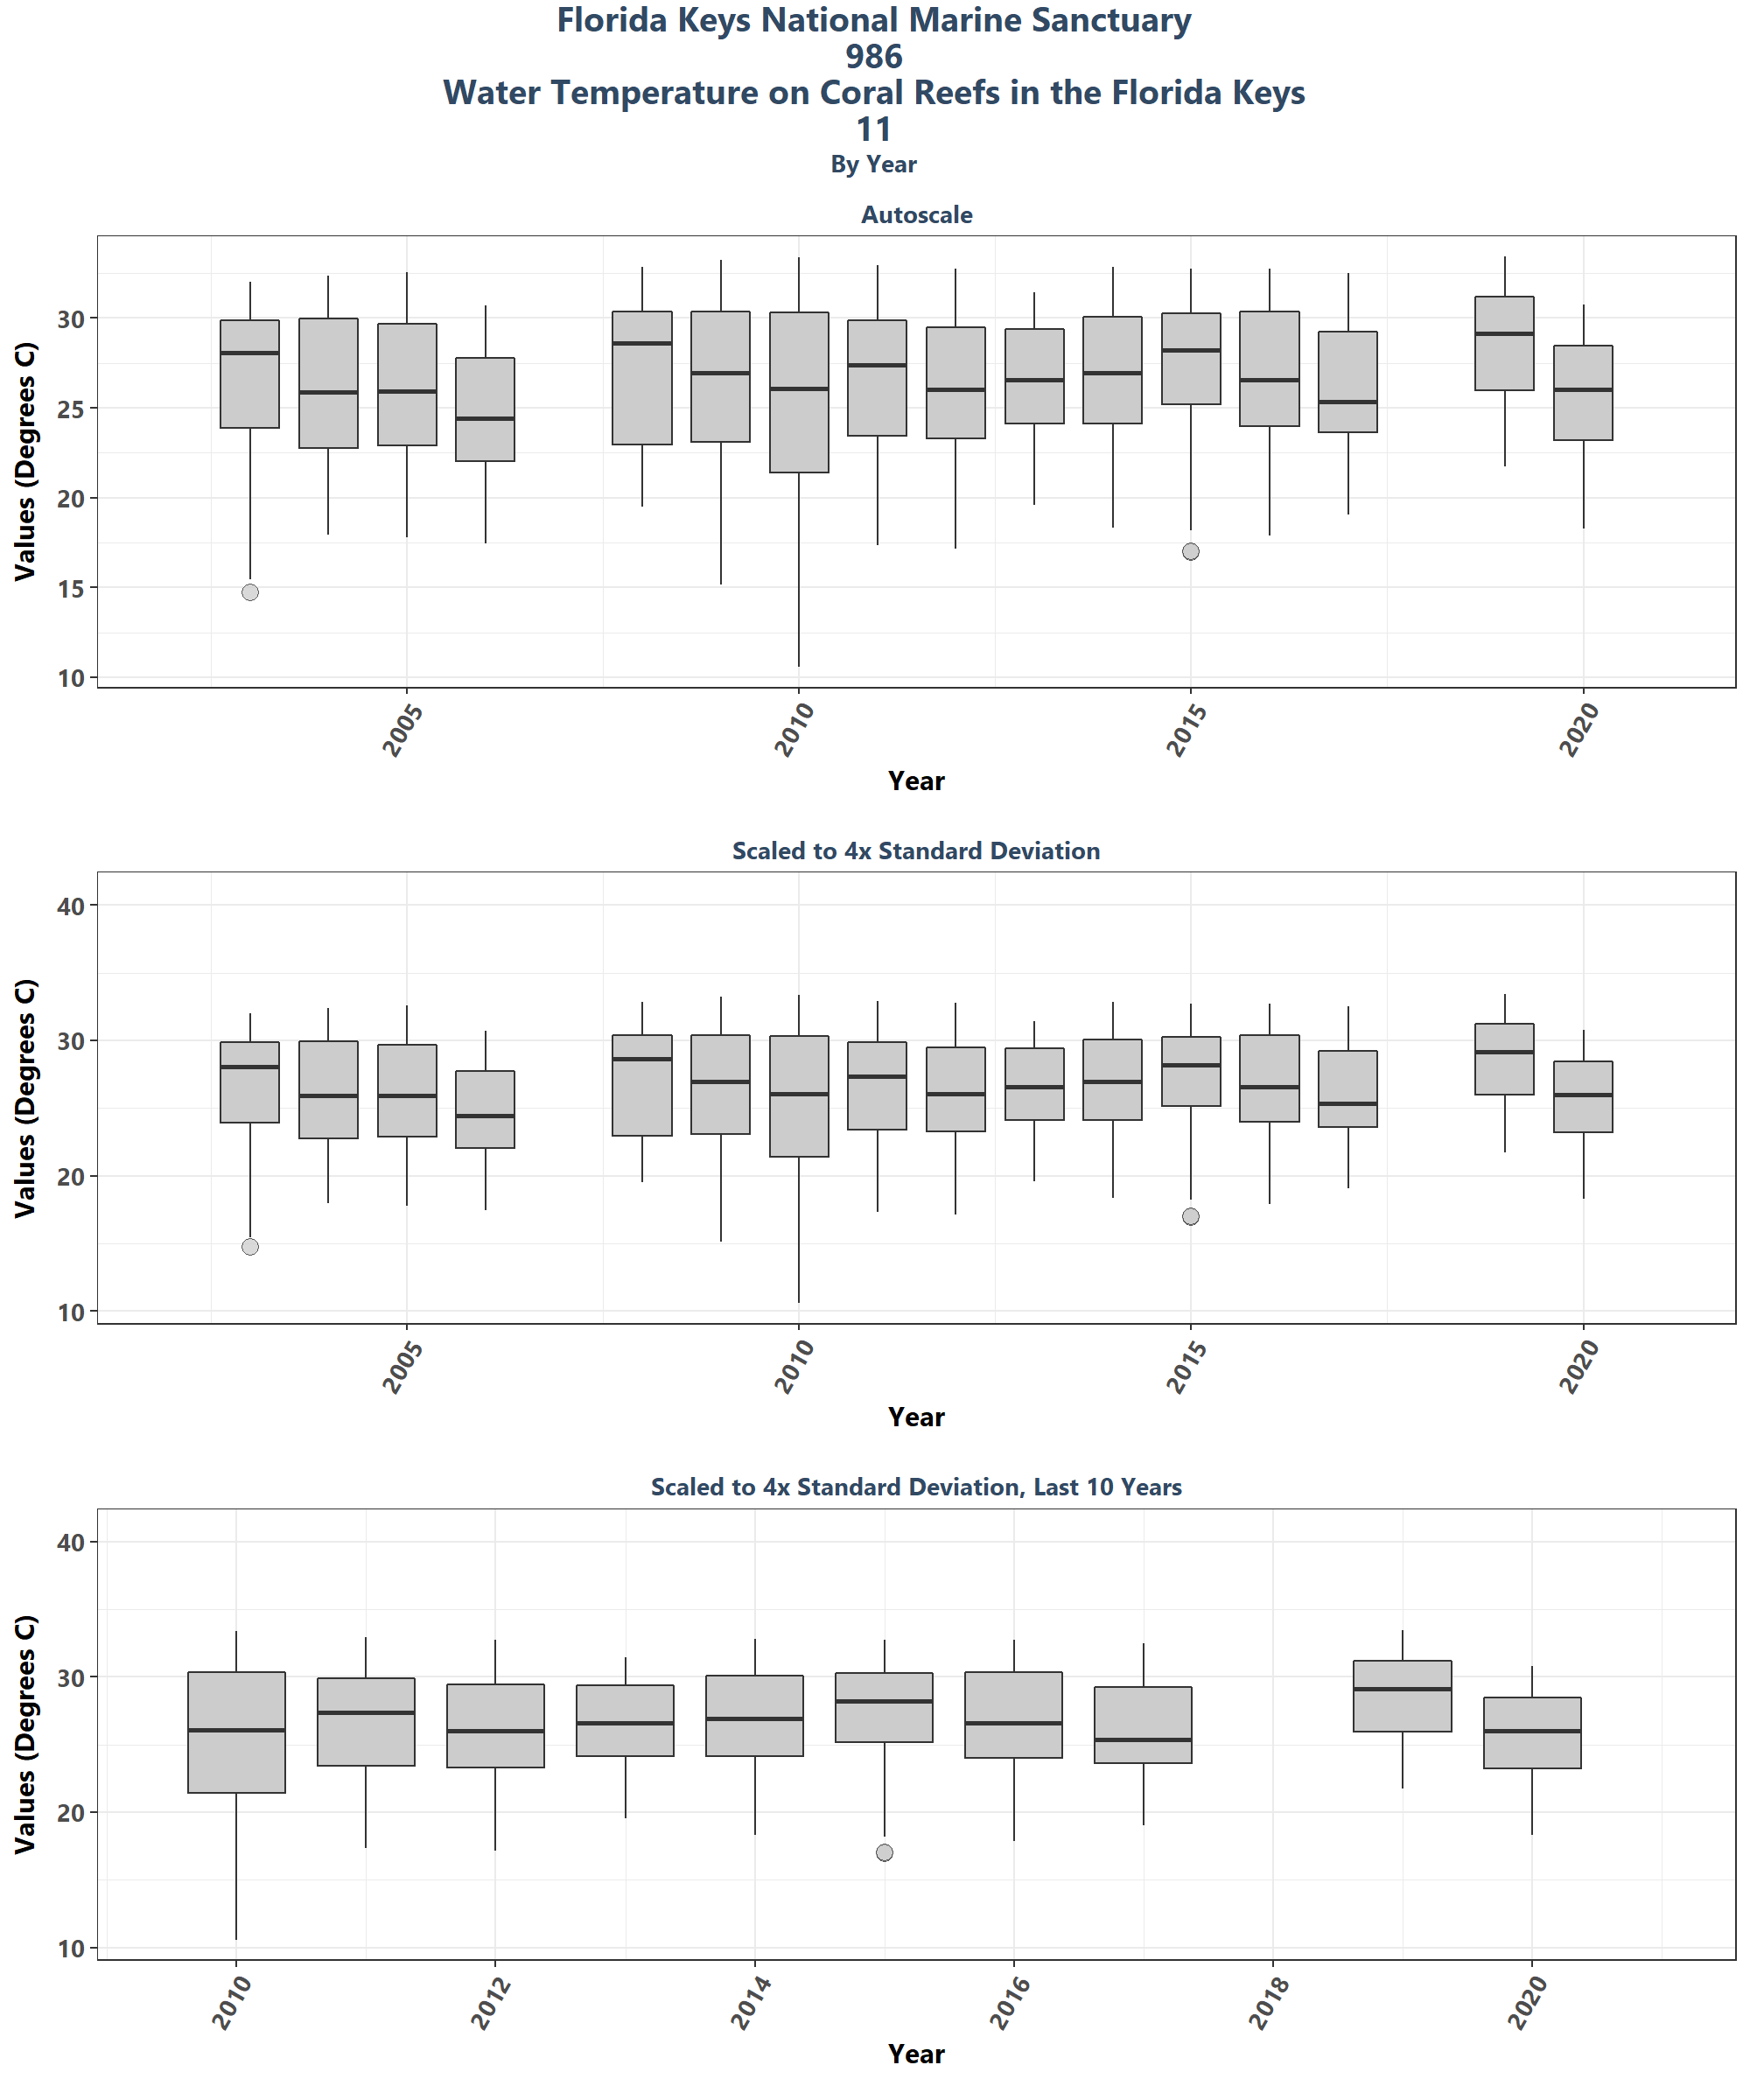 Florida Keys National Marine Sanctuary
986
Water Temperature on Coral Reefs in the Florida Keys
11
By Year
Autoscale
Values (Degrees C)
30
25
20
15
10
2005
2010
2015
2020
Year
Scaled to 4x Standard Deviation
Values (Degrees C)
40
30
20
10
2005
2010
2015
2020
Year
Scaled to 4x Standard Deviation, Last 10 Years
Values (Degrees C)
40
30
20
10
2010
2012
2014
2016
2018
2020
Year